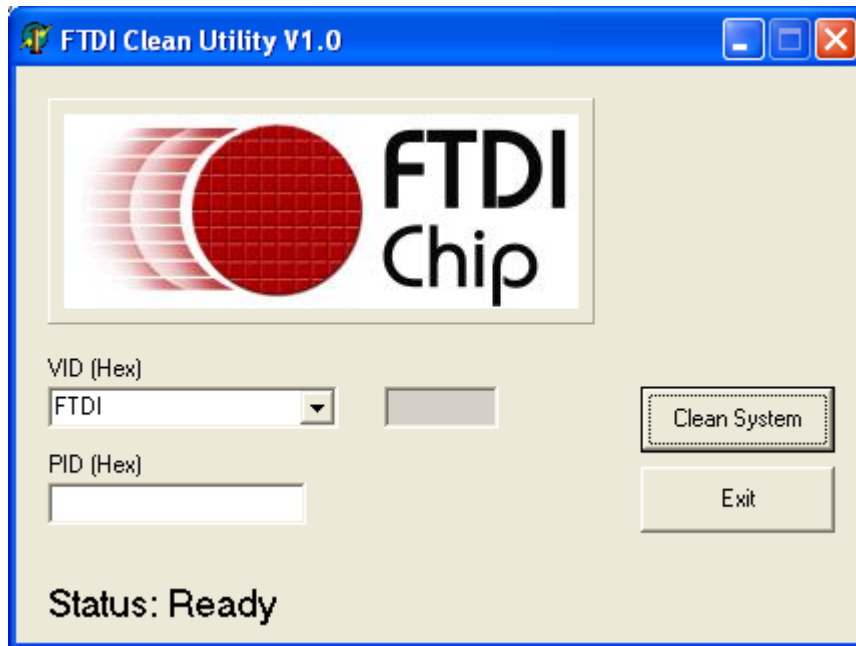 FTDI Clean Utility V1.0
FTDI
Chip
VID (Hex)
FTDI
Clean System
PID (Hex)
Exit
Status: Ready